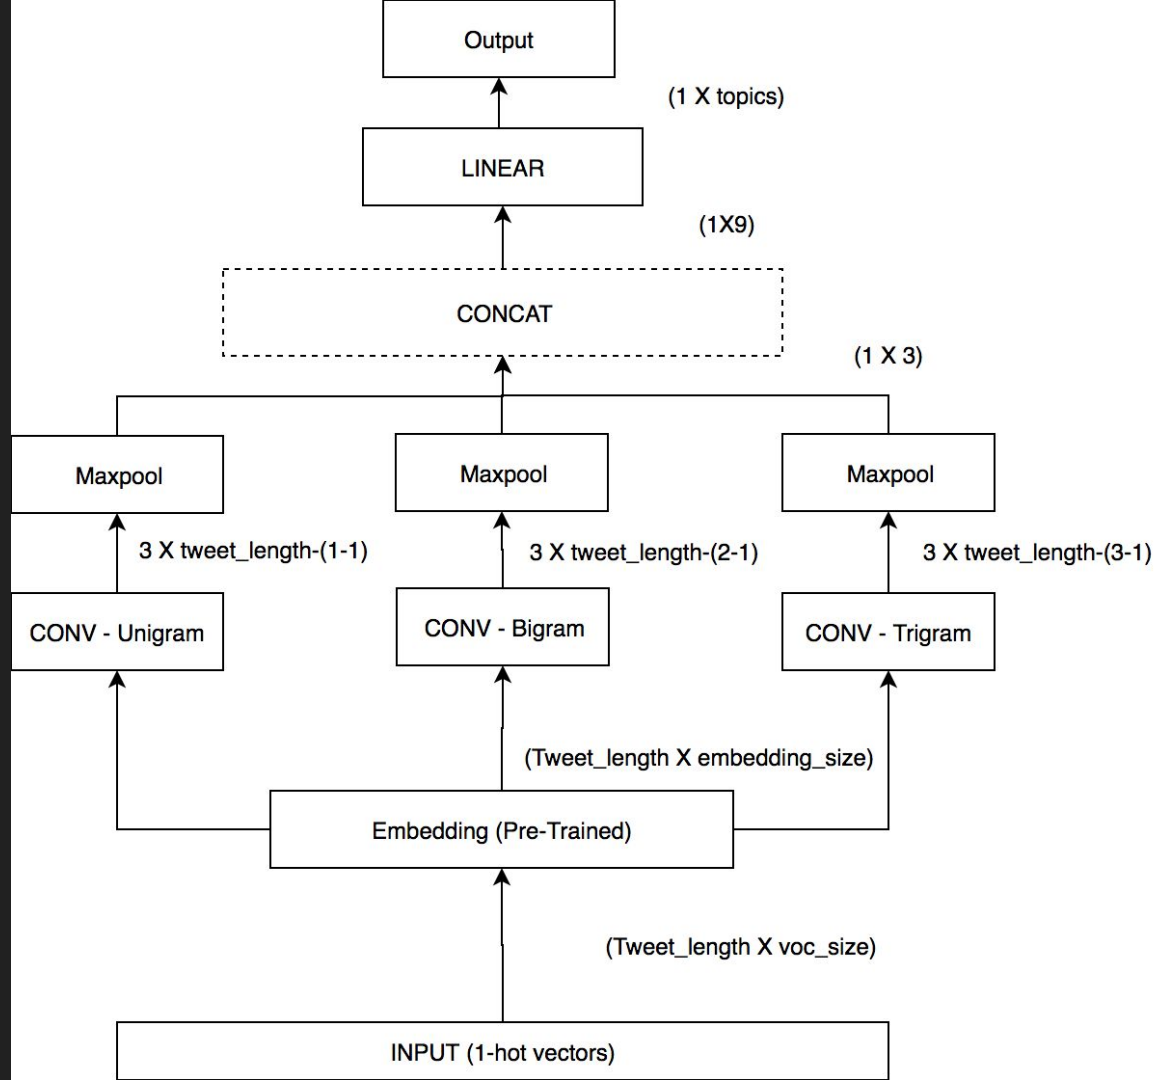 Output
(1 X topics)
LINEAR
(1X9)
CONCAT
(1 X 3)
Maxpool
Maxpool
Maxpool
3 X tweet_length-(1-1)
3 X tweet_length-(2-1)
3 X tweet_length-(3-1)
CONV - Unigram
CONV - Bigram
CONV - Trigram
(Tweet_length X embedding_size)
Embedding (Pre-Trained)
(Tweet_length X voc_size)
INPUT (1-hot vectors)